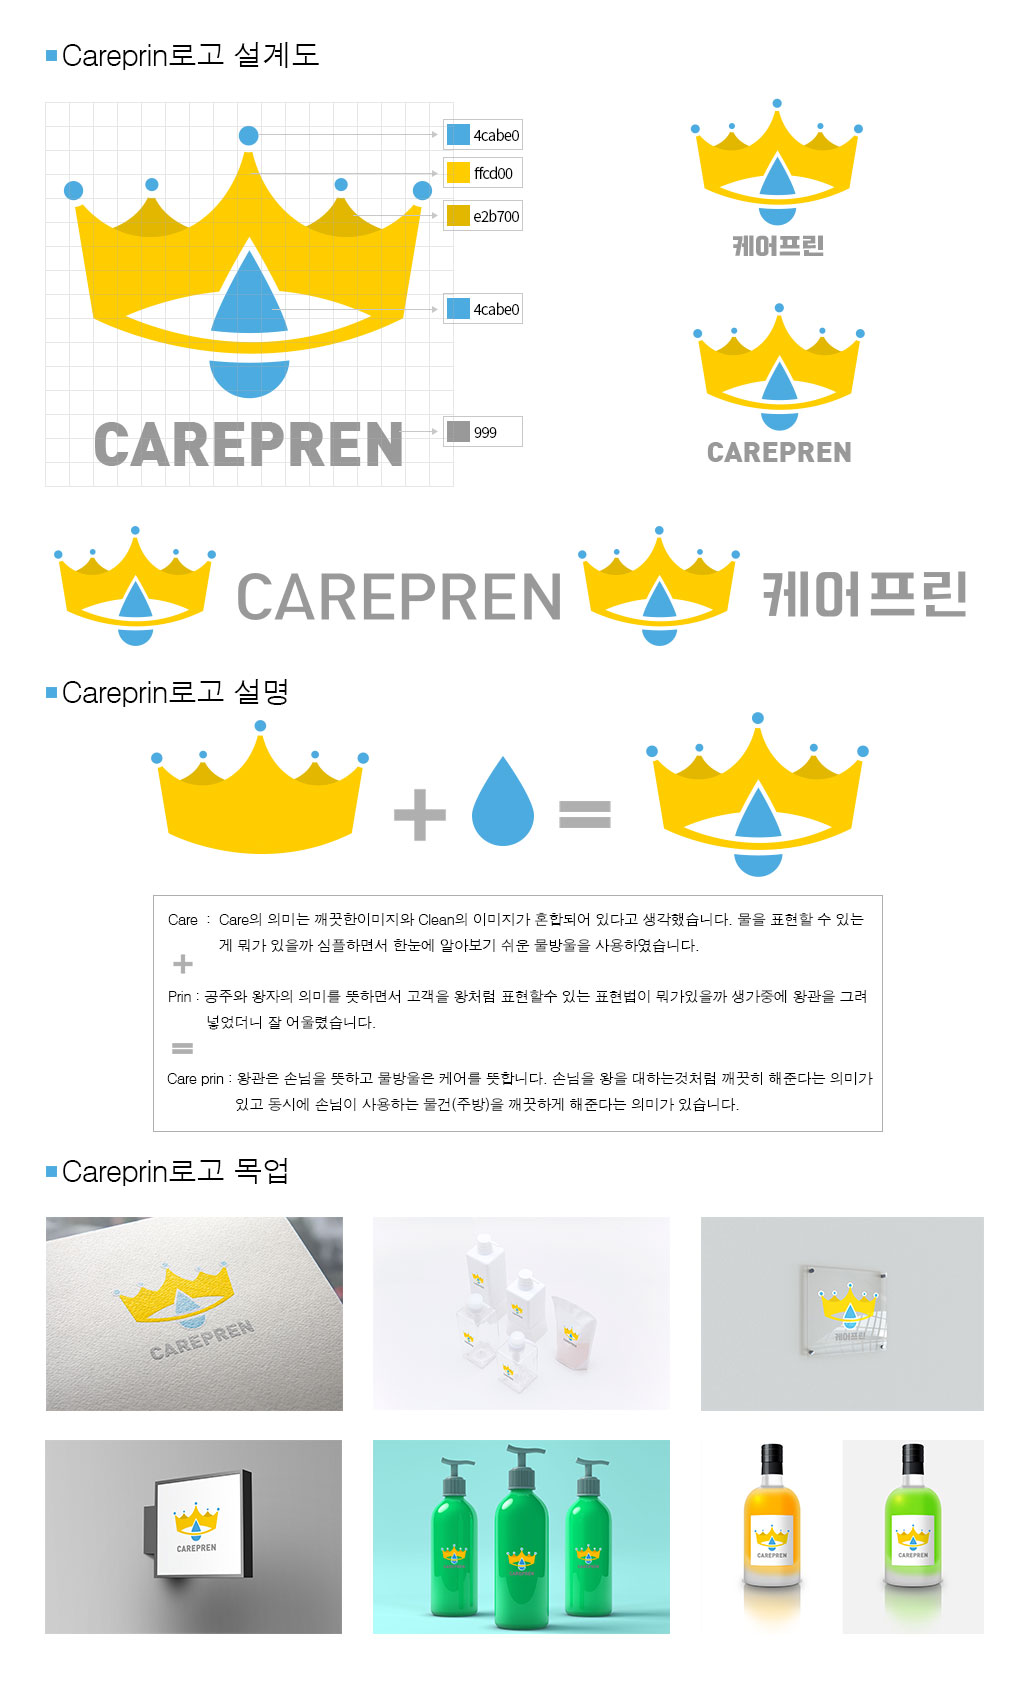 Careprin로고 설계도
4cabe0
ffcd00
e2b700
4cabe0
999
CAREPREN
케어프린
CAREPREN
CAREPREN
케어프린
Careprin로고 설명
+
=
Care : Care의 의미는 깨끗한이미지와 Clean의 이미지가 혼합되어 있다고 생각했습니다. 물을 표현할 수 있는
게 뭐가 있을까 심플하면서 한눈에 알아보기 쉬운 물방울을 사용하였습니다.
+
Prin : 공주와 왕자의 의미를 뜻하면서 고객을 왕처럼 표현할수 있는 표현법이 뭐가있을까 생가중에 왕관을 그려
넣었더니 잘 어울렸습니다.
=
Care prin : 왕관은 손님을 뜻하고 물방울은 케어를 뜻합니다. 손님을 왕을 대하는것처럼 깨끗히 해준다는 의미가
있고 동시에 손님이 사용하는 물건(주방)을 깨끗하게 해준다는 의미가 있습니다.
Careprin로고 목업
CAREPREN
케어프린
CAREPREN
CAREPREN
CAREPREN